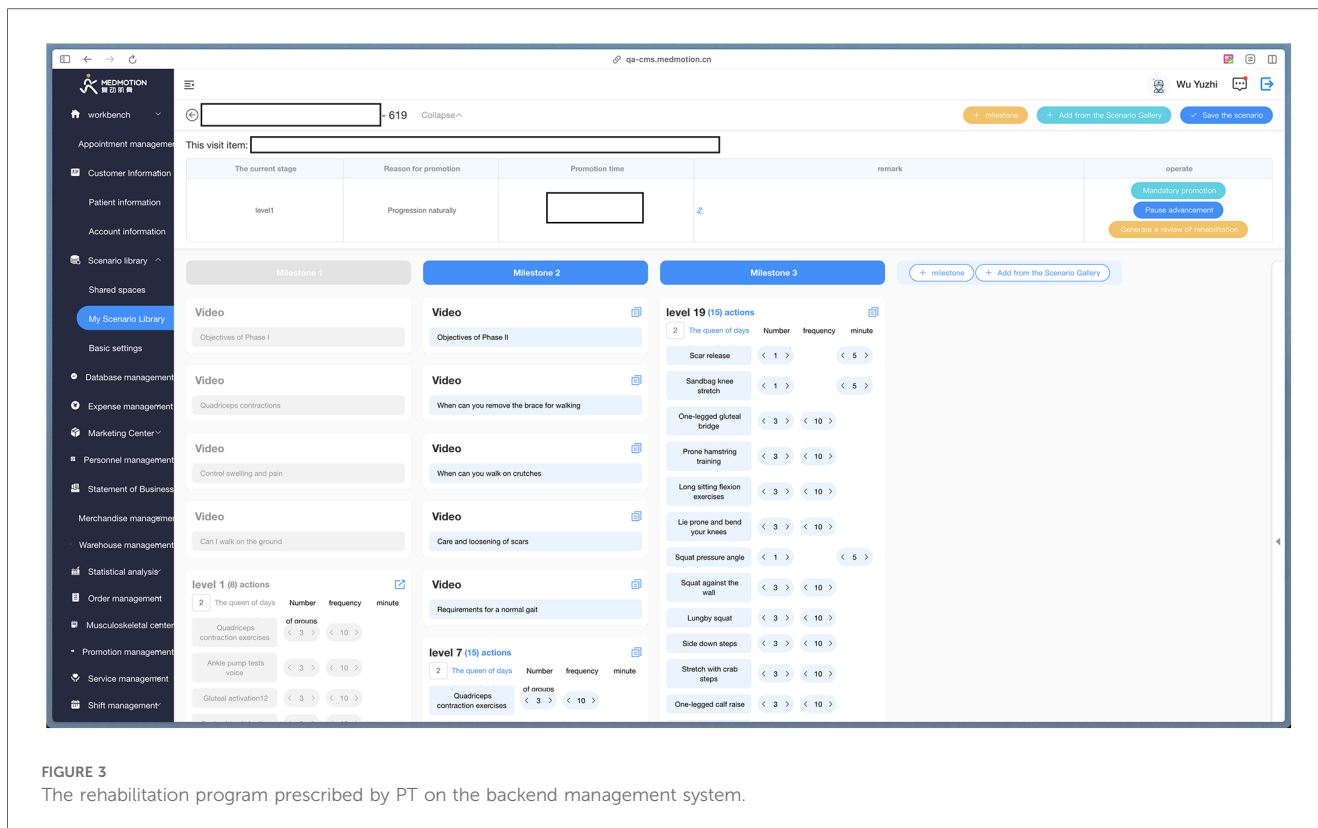 qa-cms.medmotion.cn
MEDMOTION
workbench
Appointment managemer
Customer Information
Patient information
Account information
Scenario library
Shared spaces
My Scenario Library
Basic settings
Database management
Expense management
Marketing Center
Personnel management
Statement of Business
Merchandise managemer
Warehouse management
Statistical analysis
Order management
Musculoskeletal center
Promotion management
Service management
Shift management
Wu Yuzhi
- 619 Collapse
+ milestone
+ Add from the Scenario Gallery
Save the scenario
This visit item:
The current stage Reason for promotion Promotion time remark operate
level1 Progression naturally
Mandatory promotion
Pause advancement
Generate a review of rehabilitation
Milestone 1
Video
Objectives of Phase I
Video
Quadriceps contractions
Video
Control swelling and pain
Video
Can I walk on the ground
level 1 (8) actions
2 The queen of days Number frequency minute
of groups
Quadriceps
contraction exercises < 3 > < 10 >
Ankle pump tests
voice < 3 > < 10 >
Gluteal activation12 < 3 > < 10 >
Milestone 2
Video
Objectives of Phase II
Video
When can you remove the brace for walking
Video
When can you walk on crutches
Video
Care and loosening of scars
Video
Requirements for a normal gait
level 7 (15) actions
2 The queen of days Number frequency minute
of groups
Quadriceps
contraction exercises < 3 > < 10 >
Milestone 3
level 19 (15) actions
2 The queen of days Number frequency minute
Scar release < 1 > < 5 >
Sandbag knee
stretch < 1 > < 5 >
One-legged gluteal
bridge < 3 > < 10 >
Prone hamstring
training < 3 > < 10 >
Long sitting flexion
exercises < 3 > < 10 >
Lie prone and bend
your knees < 3 > < 10 >
Squat pressure angle < 1 > < 5 >
Squat against the
wall < 3 > < 10 >
Lungby squat < 3 > < 10 >
Side down steps < 3 > < 10 >
Stretch with crab
steps < 3 > < 10 >
One-legged calf raise < 3 > < 10 >
+ milestone
+ Add from the Scenario Gallery
FIGURE 3
The rehabilitation program prescribed by PT on the backend management system.